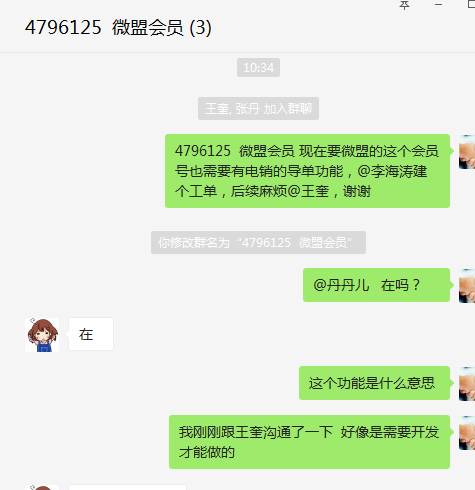 4796125 微盟会员 (3)
10:34
王奎, 张丹 加入群聊
4796125 微盟会员 现在要微盟的这个会员
号也需要有电销的导单功能，@李海涛建
个工单，后续麻烦@王奎，谢谢
你修改群名为“4796125 微盟会员”
@丹丹儿 在吗？
在
这个功能是什么意思
我刚刚跟王奎沟通了一下 好像是需要开发
才能做的